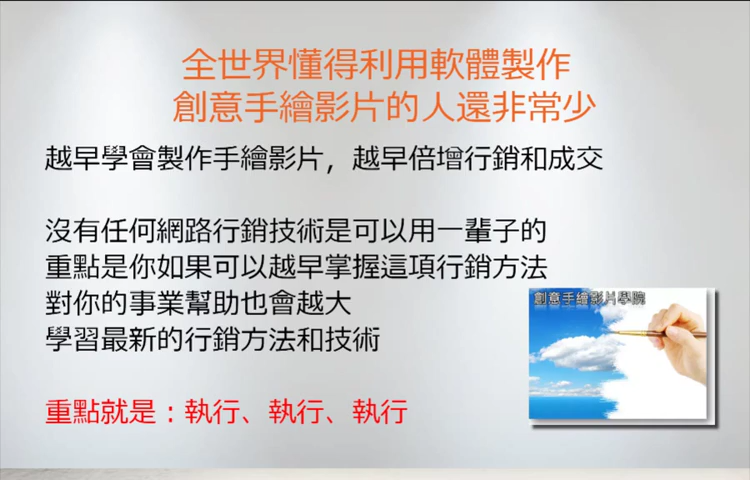 全世界懂得利用軟體製作
創意手繪影片的人還非常少
越早學會製作手繪影片，越早倍增行銷和成交
沒有任何網路行銷技術是可以用一輩子的
重點是你如果可以越早掌握這項行銷方法
對你的事業幫助也會越大
學習最新的行銷方法和技術
創意手繪影片學院
重點就是：執行、執行、執行